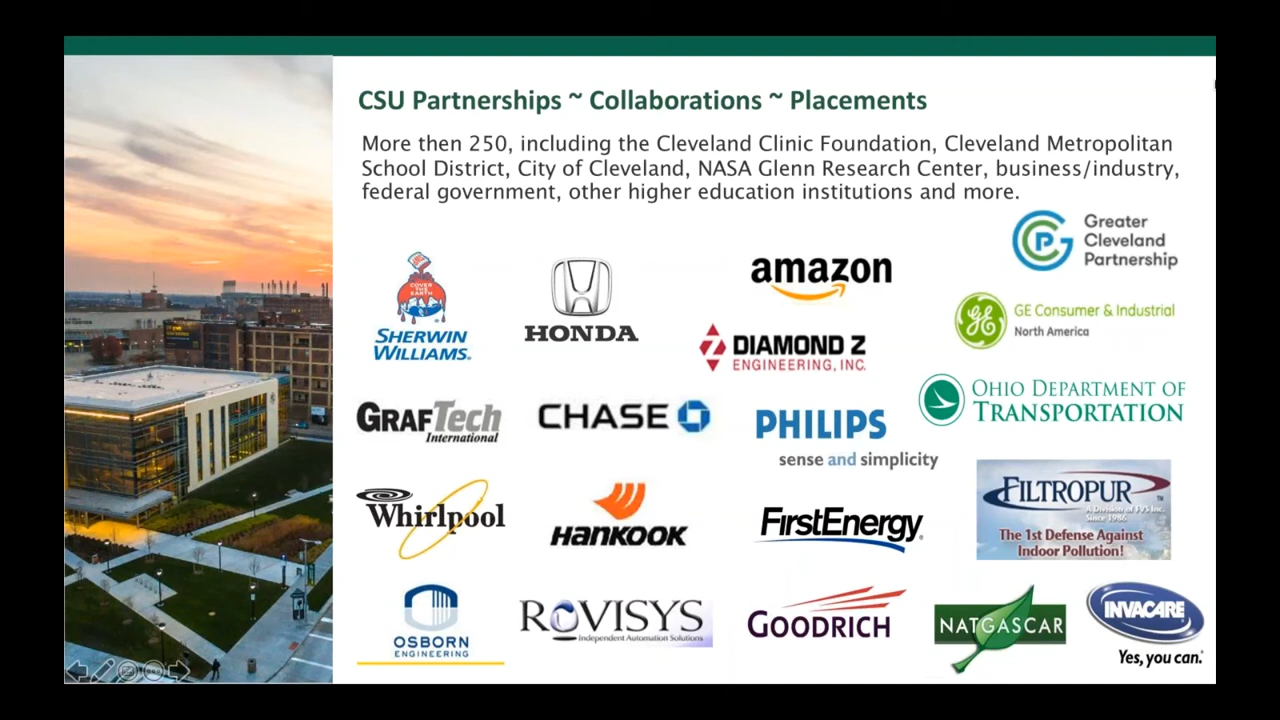 CSU Partnerships ~ Collaborations ~ Placements
More then 250, including the Cleveland Clinic Foundation, Cleveland Metropolitan
School District, City of Cleveland, NASA Glenn Research Center, business/industry,
federal government, other higher education institutions and more.
Greater
Cleveland
Partnership
COVER
THE
EARTH
SHERWIN
WILLIAMS.
HONDA
amazon
GE Consumer & Industrial
North America
DIAMOND Z
ENGINEERING, INC.
GRAFTECH
International
CHASE
PHILIPS
sense and simplicity
OHIO DEPARTMENT OF
TRANSPORTATION
Whirlpool
HANKOOK
FirstEnergy
FILTROPUR™
A Division of FVS Inc.
Since 1986
The 1st Defense Against
Indoor Pollution!
OSBORN
ENGINEERING
ROVISYS
Independent Automation Solutions
GOODRICH
NATGASCAR
INVACARE
Yes, you can.